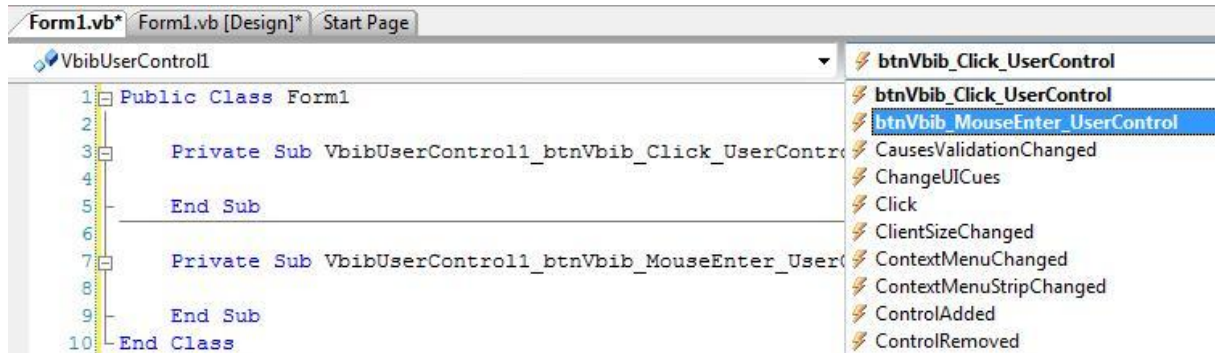 Form1.vb* Form1.vb [Design]* Start Page
VbibUserControl1 btnVbib_Click_UserControl
1 Public Class Form1
2
3 Private Sub VbibUserControl1_btnVbib_Click_UserContro
4
5 End Sub
6
7 Private Sub VbibUserControl1_btnVbib_MouseEnter_User
8
9 End Sub
10 End Class
btnVbib_Click_UserControl
btnVbib_MouseEnter_UserControl
CausesValidationChanged
ChangeUICues
Click
ClientSizeChanged
ContextMenuChanged
ContextMenuStripChanged
ControlAdded
ControlRemoved